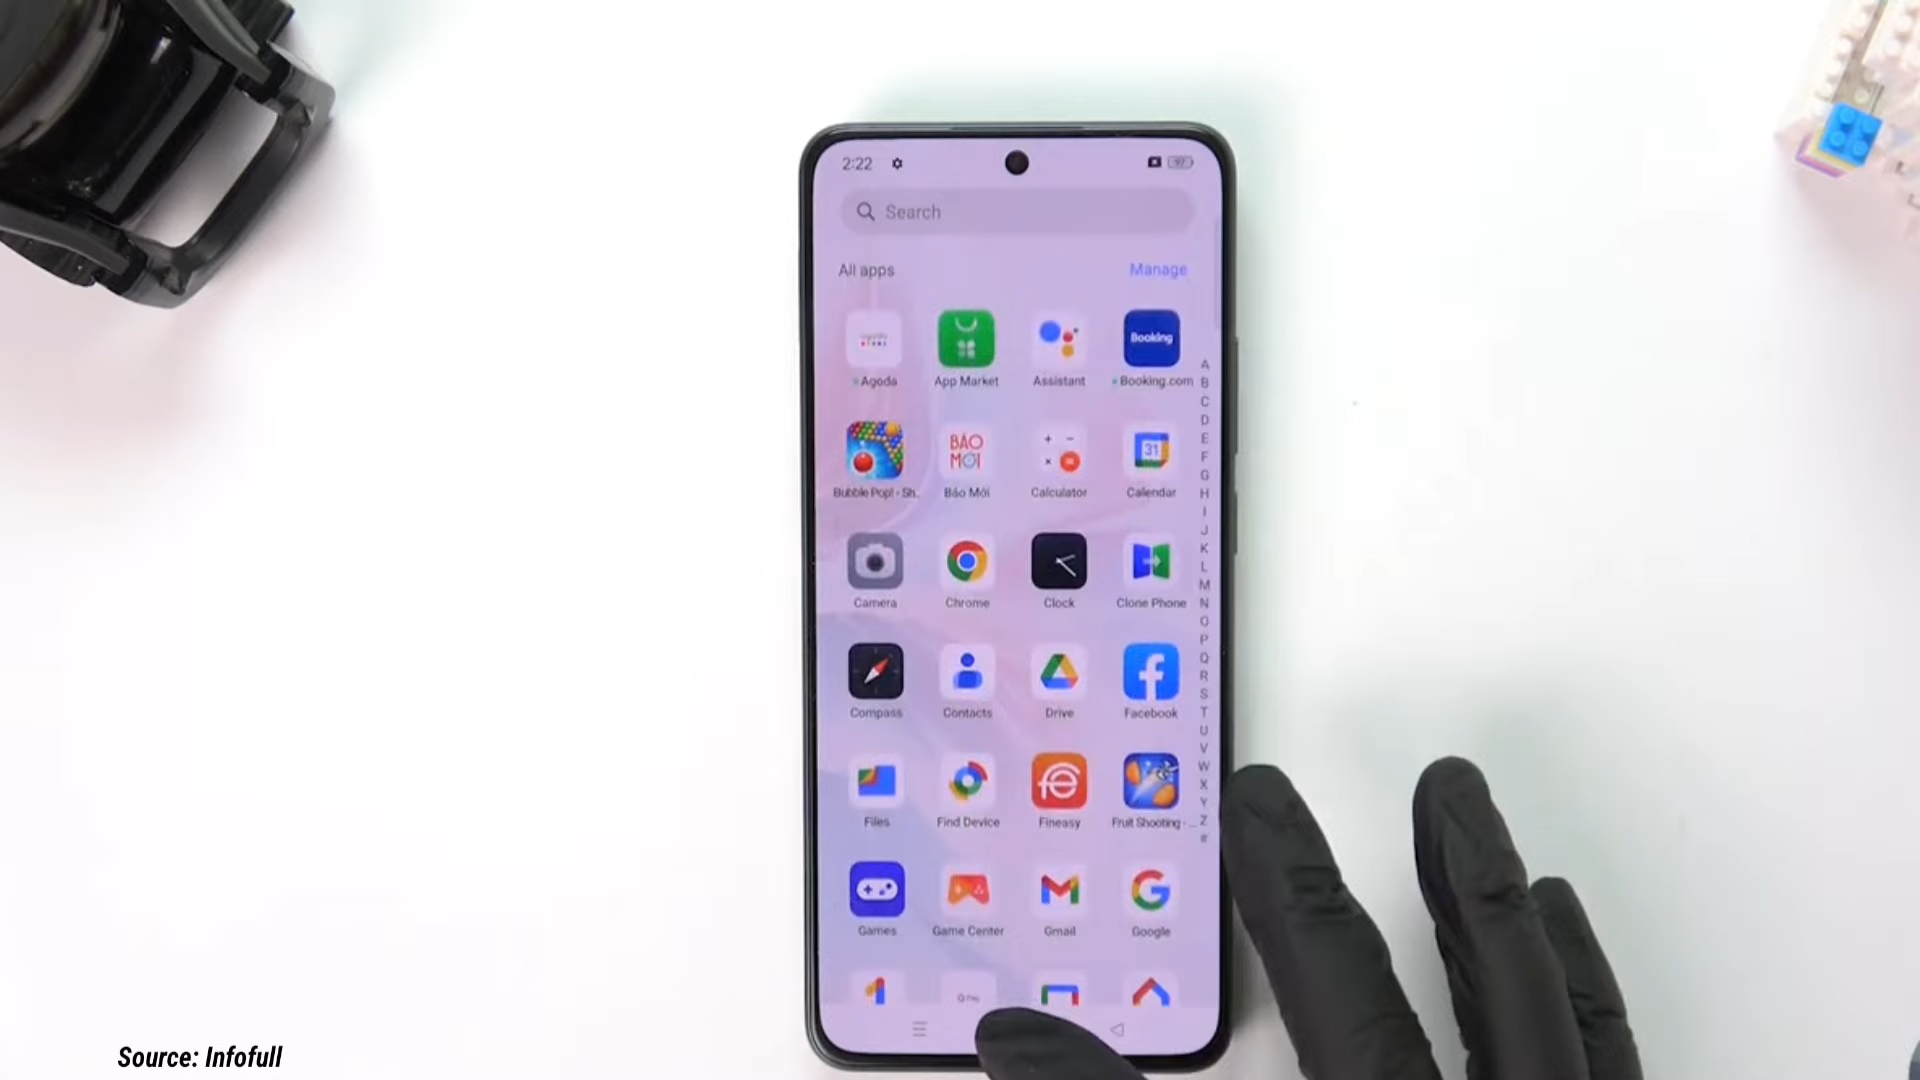 2:22
Search
All apps
Manage
Booking
Agoda
App Market
Assistant
Booking.com
BÁO
MỚI
31
Bubble Pop! - Sh..
Báo Mới
Calculator
Calendar
Camera
Chrome
Clock
Clone Phone
Compass
Contacts
Drive
Facebook
Files
Find Device
Fineasy
Fruit Shooting - ...
Games
Game Center
Gmail
Google
A
B
C
D
E
F
G
H
I
J
K
L
M
N
O
P
Q
R
S
T
U
V
W
X
Y
Z
#
Source: Infofull